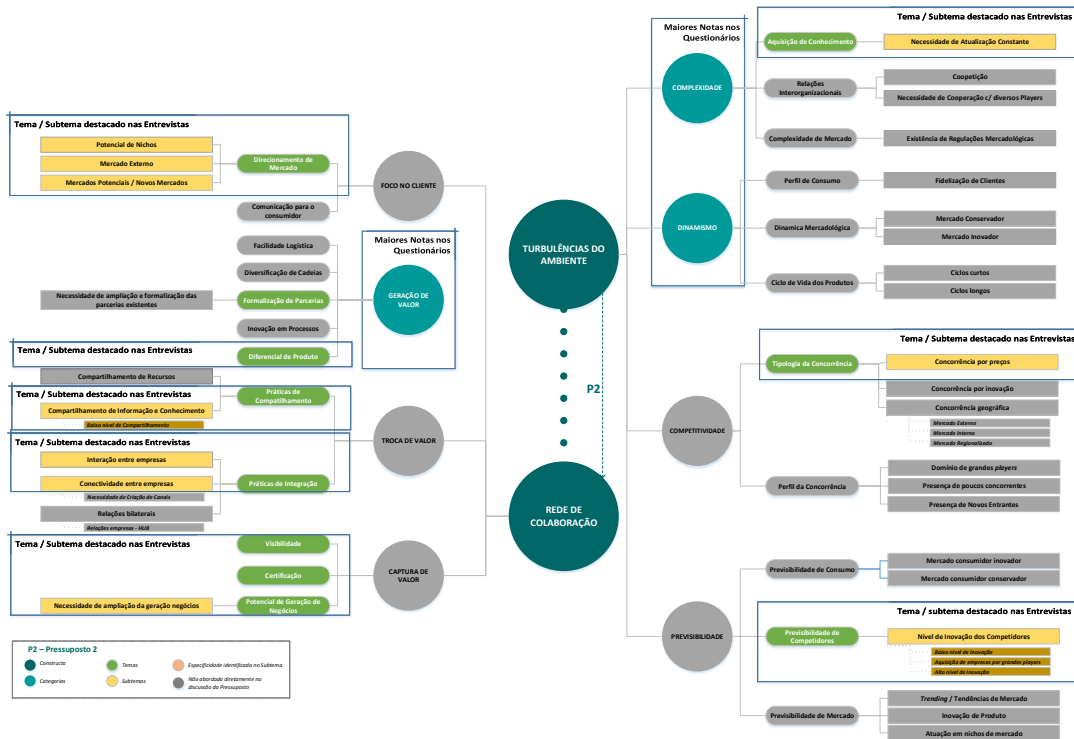 Tema / Subtema destacado nas Entrevistas
Potencial de Nichos
Mercado Externo
Mercados Potenciais / Novos Mercados
Direcionamento de
Mercado
Comunicação para o
consumidor
FOCO NO CLIENTE
Facilidade Logística
Diversificação de Cadeias
Necessidade de ampliação e formalização das
parcerias existentes
Formalização de Parcerias
Inovação em Processos
Tema / Subtema destacado nas Entrevistas
Diferencial de Produto
Maiores Notas nos
Questionários
GERAÇÃO DE
VALOR
Compartilhamento de Recursos
Tema / Subtema destacado nas Entrevistas
Práticas de
Compatilhamento
Compartilhamento de Informação e Conhecimento
Baixo nível de Compartilhamento
TROCA DE VALOR
Tema / Subtema destacado nas Entrevistas
Interação entre empresas
Conectividade entre empresas
Necessidade de Criação de Canais
Práticas de Integração
Relações bilaterais
Relações empresas - HUB
Tema / Subtema destacado nas Entrevistas
Visibilidade
Certificação
Necessidade de ampliação da geração negócios
Potencial de Geração de
Negócios
CAPTURA DE
VALOR
P2 – Pressuposto 2
Constructo
Temas
Especificidade identificada no Subtema
Categorias
Subtemas
Não abordado diretamente na
discussão do Pressuposto
TURBULÊNCIAS DO
AMBIENTE
P2
REDE DE
COLABORAÇÃO
Maiores Notas nos
Questionários
COMPLEXIDADE
DINAMISMO
Tema / Subtema destacado nas Entrevistas
Aquisição de Conhecimento
Necessidade de Atualização Constante
Relações
Interorganizacionais
Coopetição
Necessidade de Cooperação c/ diversos Players
Complexidade de Mercado
Existência de Regulações Mercadológicas
Perfil de Consumo
Fidelização de Clientes
Dinamica Mercadológica
Mercado Conservador
Mercado Inovador
Ciclo de Vida dos Produtos
Ciclos curtos
Ciclos longos
Tema / Subtema destacado nas Entrevistas
Tipologia da Concorrência
Concorrência por preços
Concorrência por inovação
Concorrência geográfica
Mercado Externo
Mercado Interno
Mercado Regionalizado
COMPETITIVIDADE
Perfil da Concorrência
Domínio de grandes players
Presença de poucos concorrentes
Presença de Novos Entrantes
Previsibilidade de Consumo
Mercado consumidor inovador
Mercado consumidor conservador
PREVISIBILIDADE
Tema / subtema destacado nas Entrevistas
Previsibilidade de
Competidores
Nível de Inovação dos Competidores
Baixo nível de inovação
Aquisição de empresas por grandes players
Alto nível de Inovação
Previsibilidade de Mercado
Trending / Tendências de Mercado
Inovação de Produto
Atuação em nichos de mercado